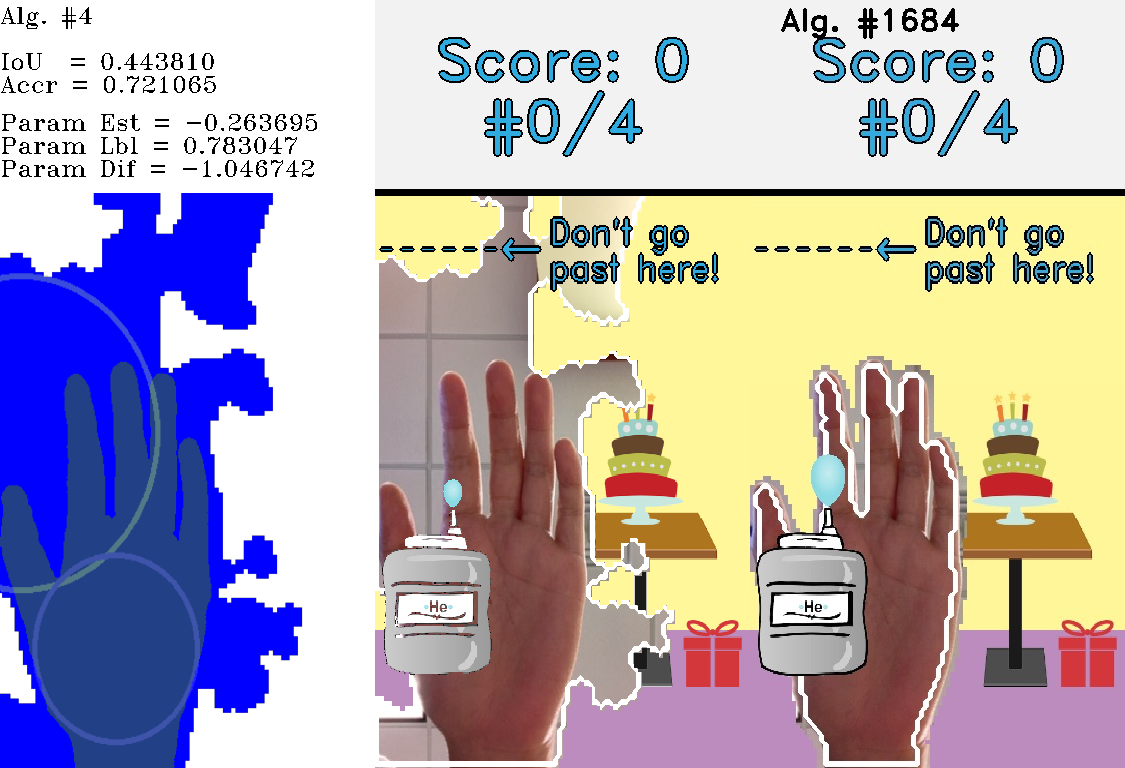 Alg. #4
IoU = 0.443810
Accr = 0.721065
Param Est = −0.263695
Param Lbl = 0.783047
Param Dif = −1.046742
Score: 0
#0/4
Don't go
past here!
He
Alg. #1684
Score: 0
#0/4
Don't go
past here!
He